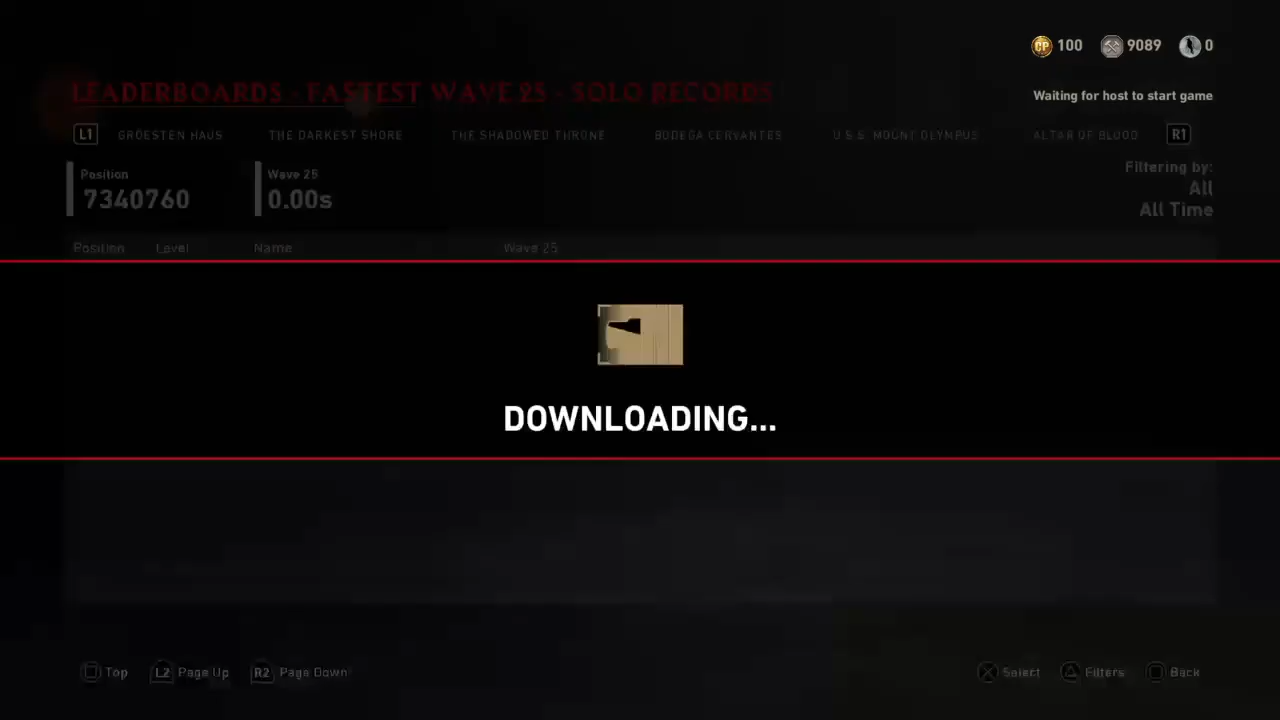 CP 100 9089 0
LEADERBOARDS - FASTEST WAVE 25 - SOLO RECORDS
Waiting for host to start game
L1 GROESTEN HAUS THE DARKEST SHORE THE SHADOWED THRONE BODEGA CERVANTES U.S.S. MOUNT OLYMPUS ALTAR OF BLOOD R1
Position
7340760
Wave 25
0.00s
Filtering by:
All
All Time
Position Level Name Wave 25
DOWNLOADING...
Top L2 Page Up R2 Page Down Select Filters Back